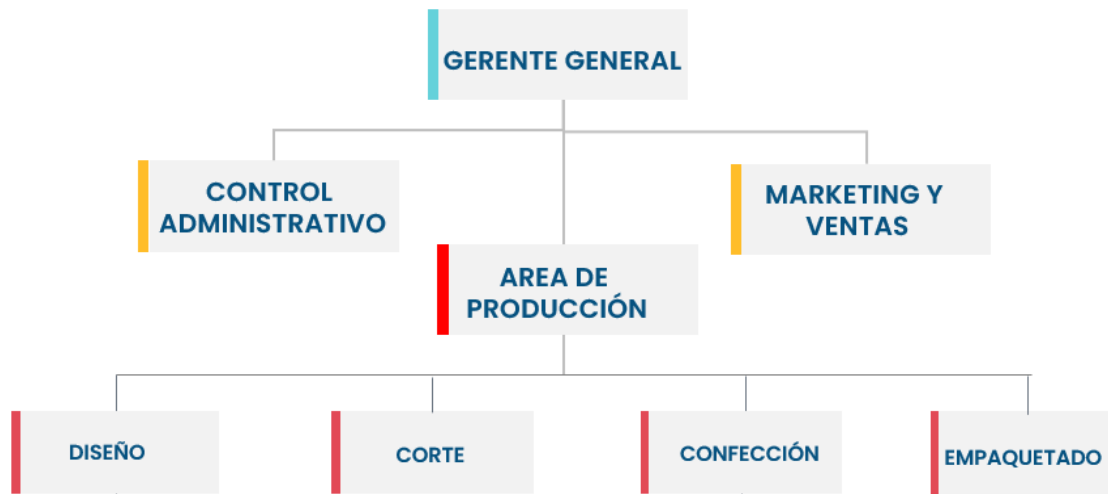 GERENTE GENERAL
CONTROL
ADMINISTRATIVO
MARKETING Y
VENTAS
AREA DE
PRODUCCIÓN
DISEÑO
CORTE
CONFECCIÓN
EMPAQUETADO